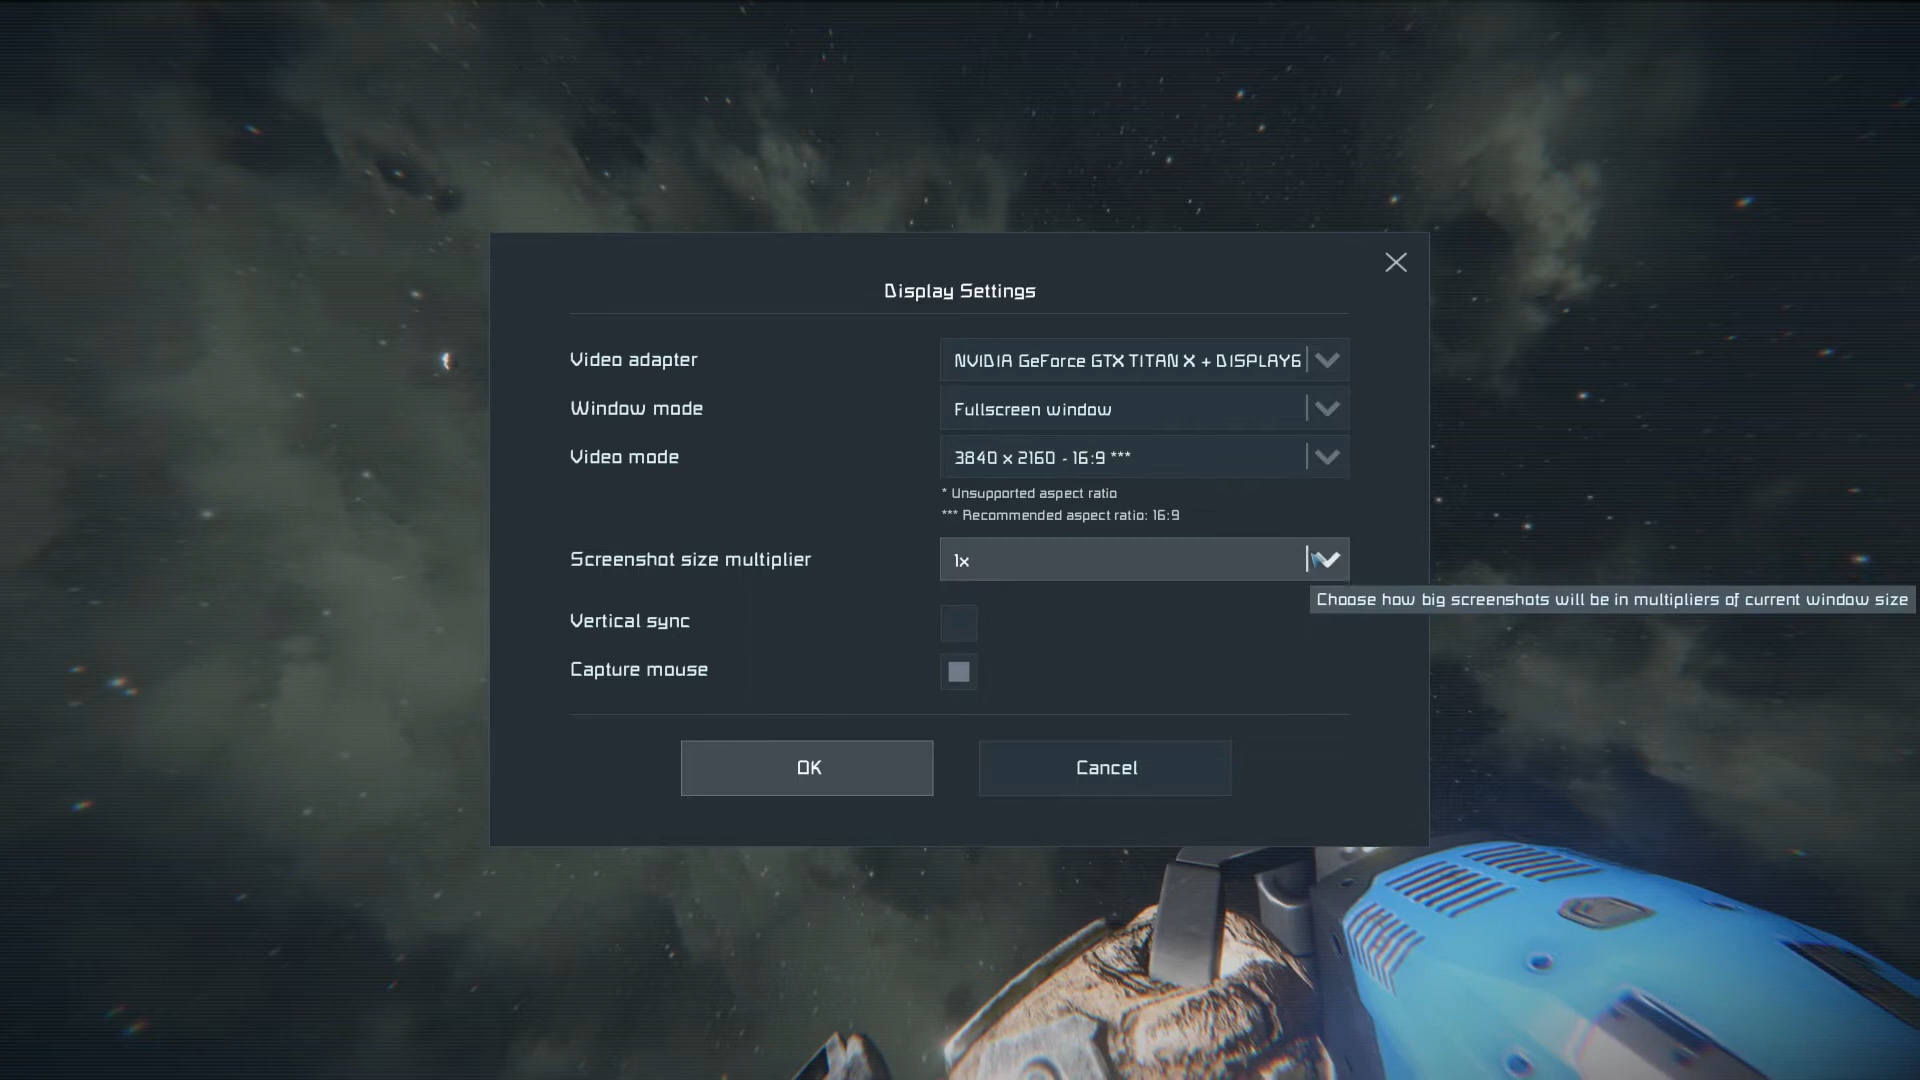 Display Settings
Video adapter
NVIDIA GeForce GTX TITAN X + DISPLAY6
Window mode
Fullscreen window
Video mode
3840 x 2160 - 16:9 ***
* Unsupported aspect ratio
*** Recommended aspect ratio: 16:9
Screenshot size multiplier
1x
Choose how big screenshots will be in multipliers of current window size
Vertical sync
Capture mouse
OK
Cancel